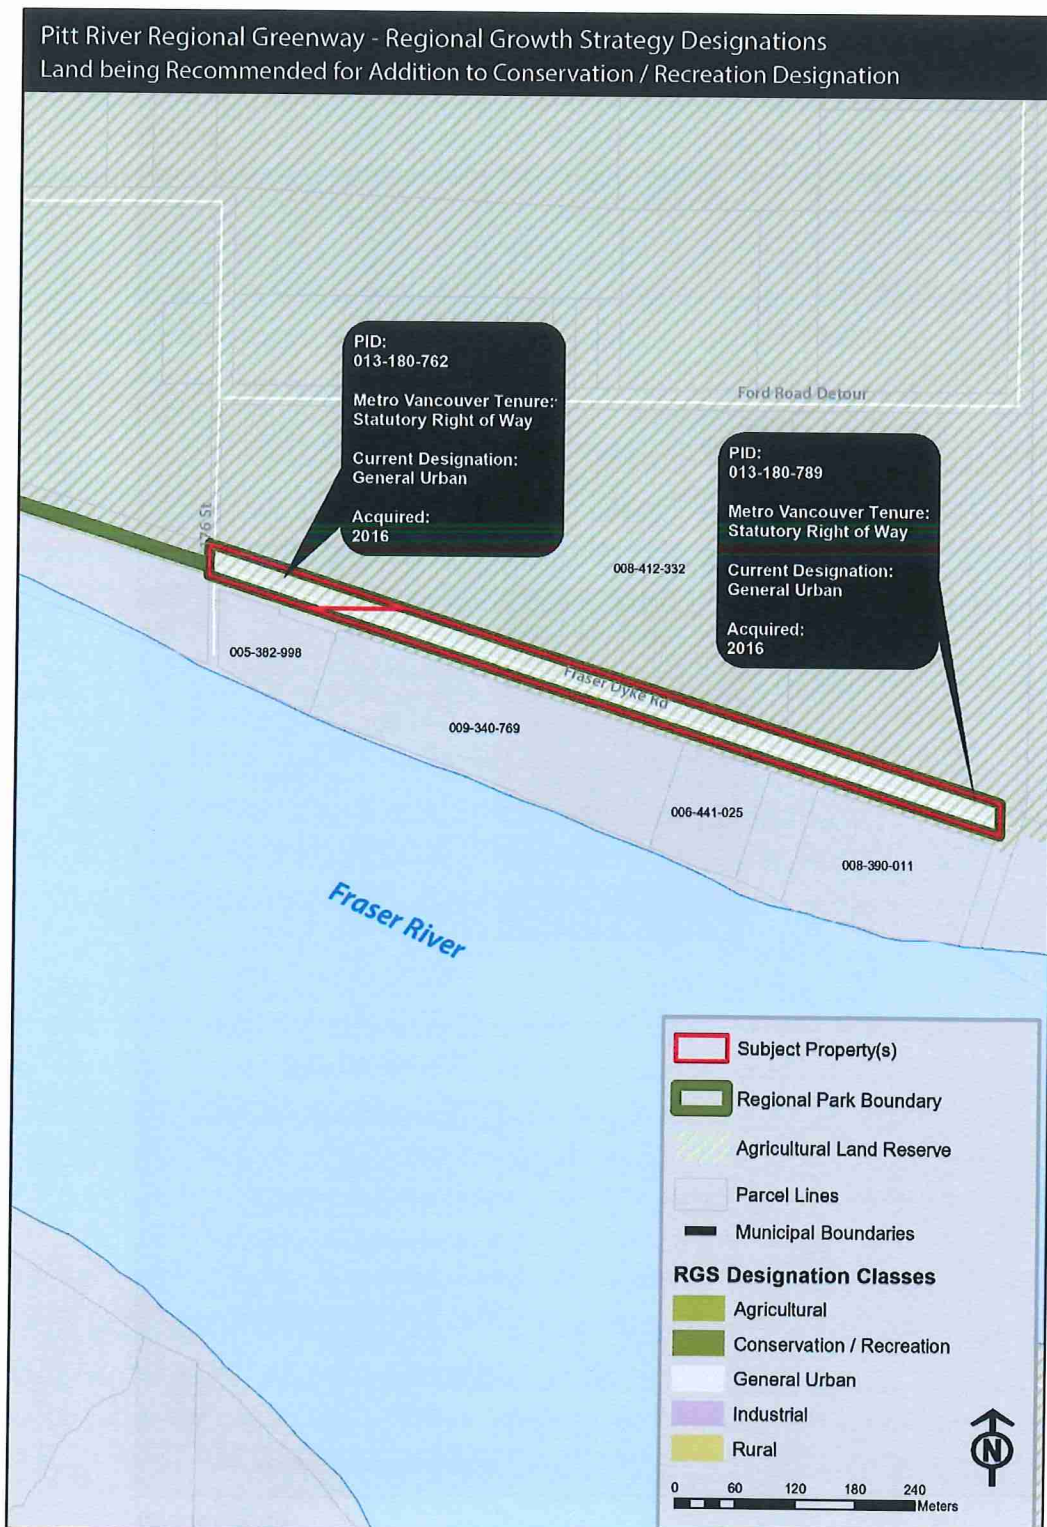 Pitt River Regional Greenway - Regional Growth Strategy Designations
Land being Recommended for Addition to Conservation / Recreation Designation
PID:
013-180-762
Metro Vancouver Tenure:
Statutory Right of Way
Current Designation:
General Urban
Acquired:
2016
Ford Road Detour
PID:
013-180-789
Metro Vancouver Tenure:
Statutory Right of Way
Current Designation:
General Urban
Acquired:
2016
008-412-332
005-382-998
Fraser Dyke Rd
009-340-769
006-441-025
008-390-011
Fraser River
Subject Property(s)
Regional Park Boundary
Agricultural Land Reserve
Parcel Lines
Municipal Boundaries
RGS Designation Classes
Agricultural
Conservation / Recreation
General Urban
Industrial
Rural
N
0 60 120 180 240
Meters